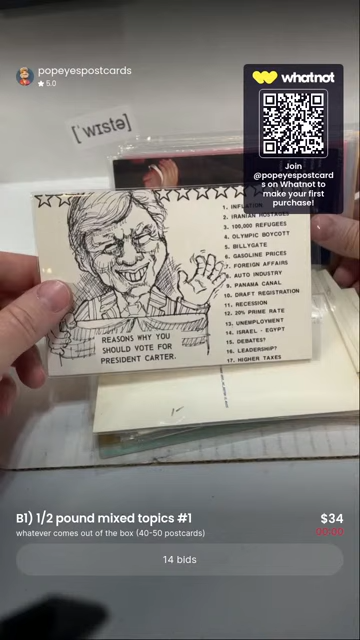 popeyespostcards
★ 5.0
whatnot
Join
@popeyespostcard
s on Whatnot to
make your first
purchase!
['wɪstə]
1. INFLATION
2. IRANIAN HOSTAGES
3. 100,000 REFUGEES
4. OLYMPIC BOYCOTT
5. BILLYGATE
6. GASOLINE PRICES
7. FOREIGN AFFAIRS
8. AUTO INDUSTRY
9. PANAMA CANAL
10. DRAFT REGISTRATION
11. RECESSION
12. 20% PRIME RATE
13. UNEMPLOYMENT
14. ISRAEL - EGYPT
15. DEBATES?
16. LEADERSHIP?
17. HIGHER TAXES
REASONS WHY YOU
SHOULD VOTE FOR
PRESIDENT CARTER.
B1) 1/2 pound mixed topics #1
$34
whatever comes out of the box (40-50 postcards)
00:00
14 bids